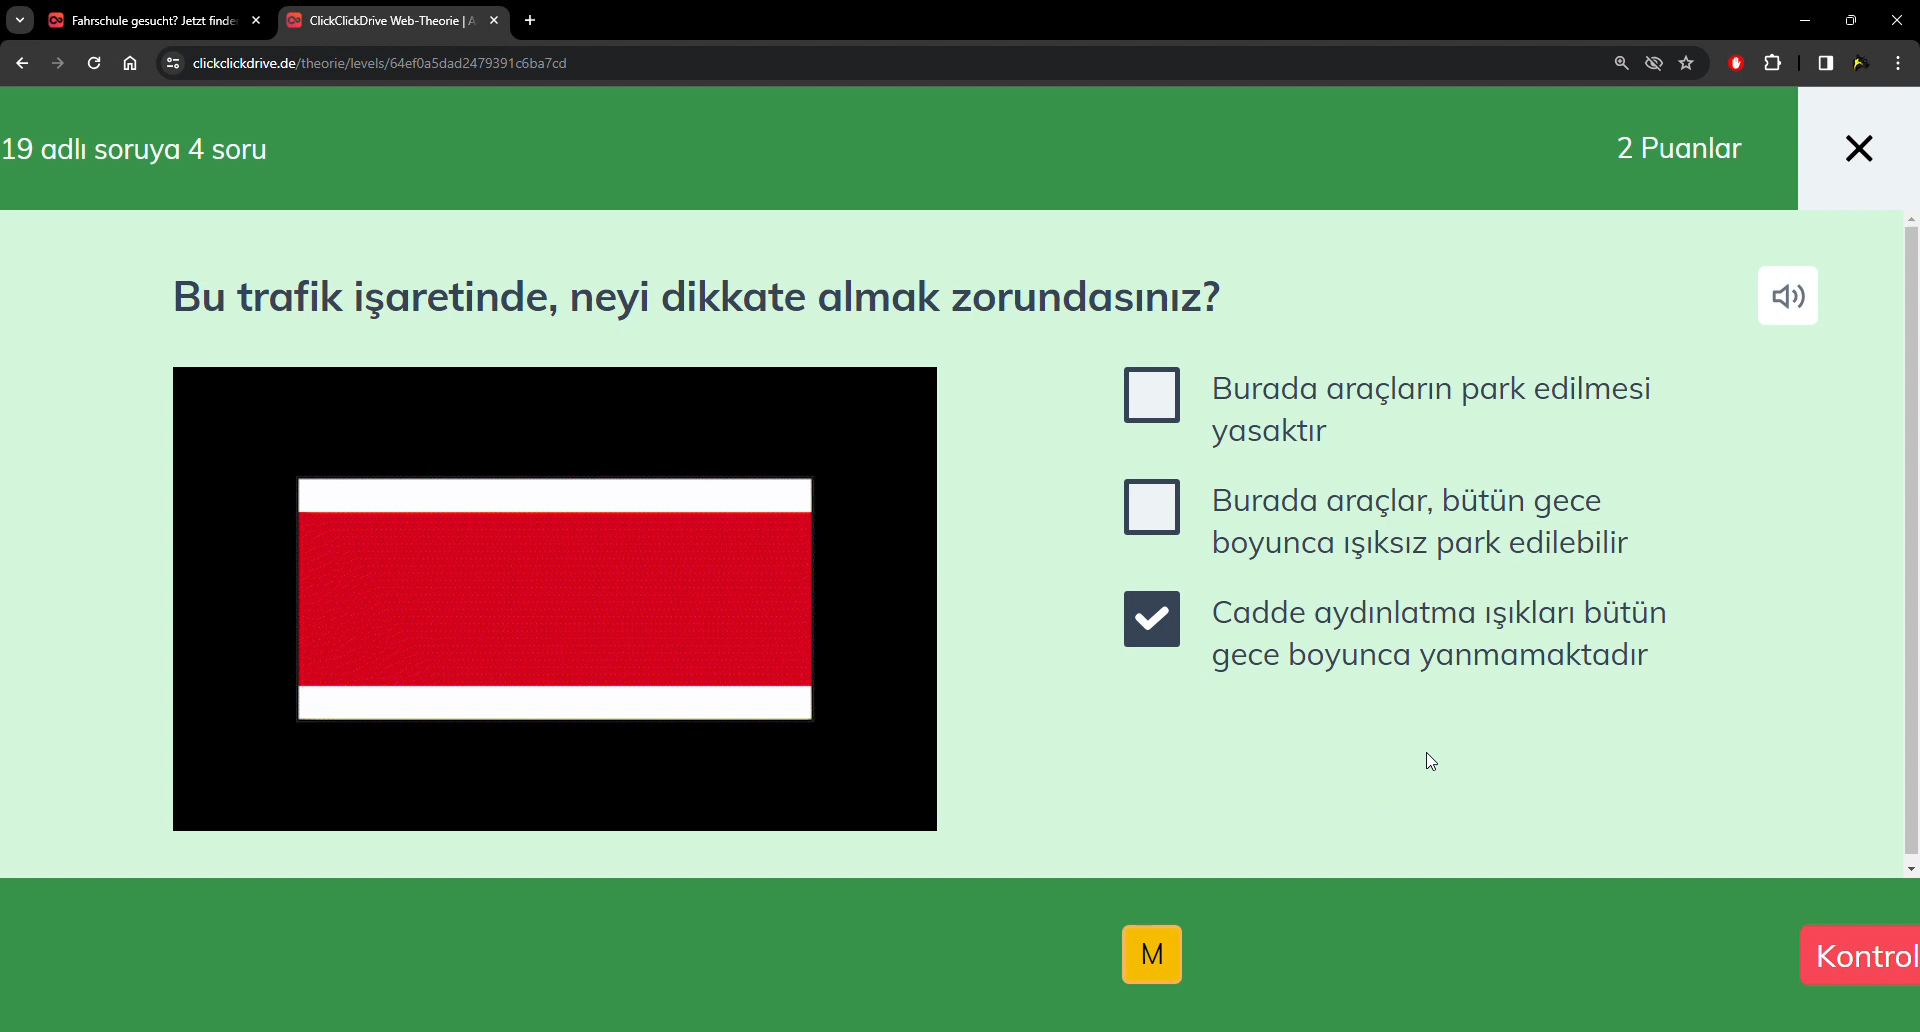 Fahrschule gesucht? Jetzt finde
ClickClickDrive Web-Theorie | A
clickclickdrive.de/theorie/levels/64ef0a5dad2479391c6ba7cd
19 adlı soruya 4 soru
2 Puanlar
Bu trafik işaretinde, neyi dikkate almak zorundasınız?
Burada araçların park edilmesi
yasaktır
Burada araçlar, bütün gece
boyunca ışıksız park edilebilir
Cadde aydınlatma ışıkları bütün
gece boyunca yanmamaktadır
M
Kontrol